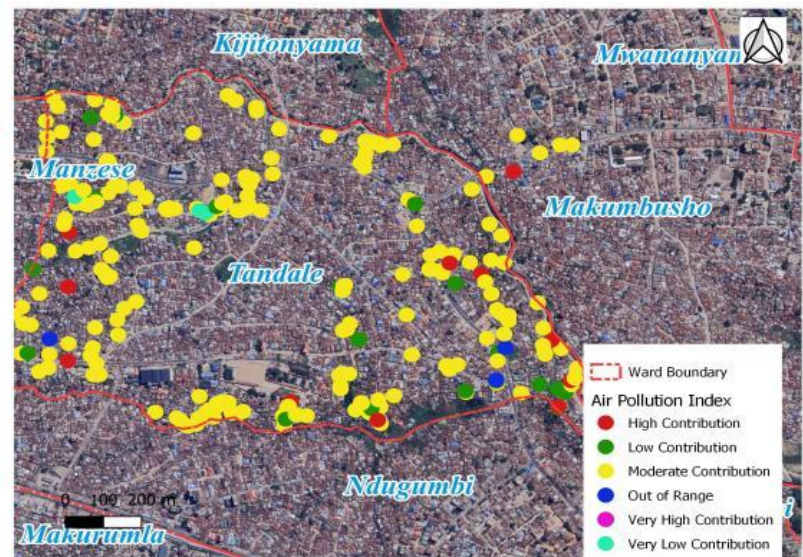 Kijitonyama
Mwananyam
Manzese
Makumbusho
Tandale
Ndugumbi
Makurumla
0 100 200 m
Ward Boundary
Air Pollution Index
High Contribution
Low Contribution
Moderate Contribution
Out of Range
Very High Contribution
Very Low Contribution
i